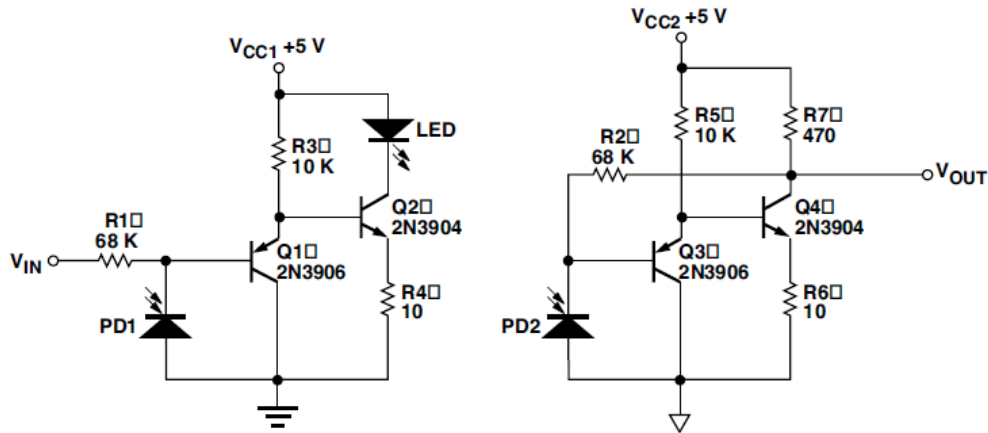 VCC1 +5 V
LED
R3□
10 K
Q2□
2N3904
R1□
68 K
VIN
Q1□
2N3906
R4□
10
PD1
VCC2 +5 V
R5□
10 K
R7□
470
R2□
68 K
VOUT
Q4□
2N3904
Q3□
2N3906
R6□
10
PD2